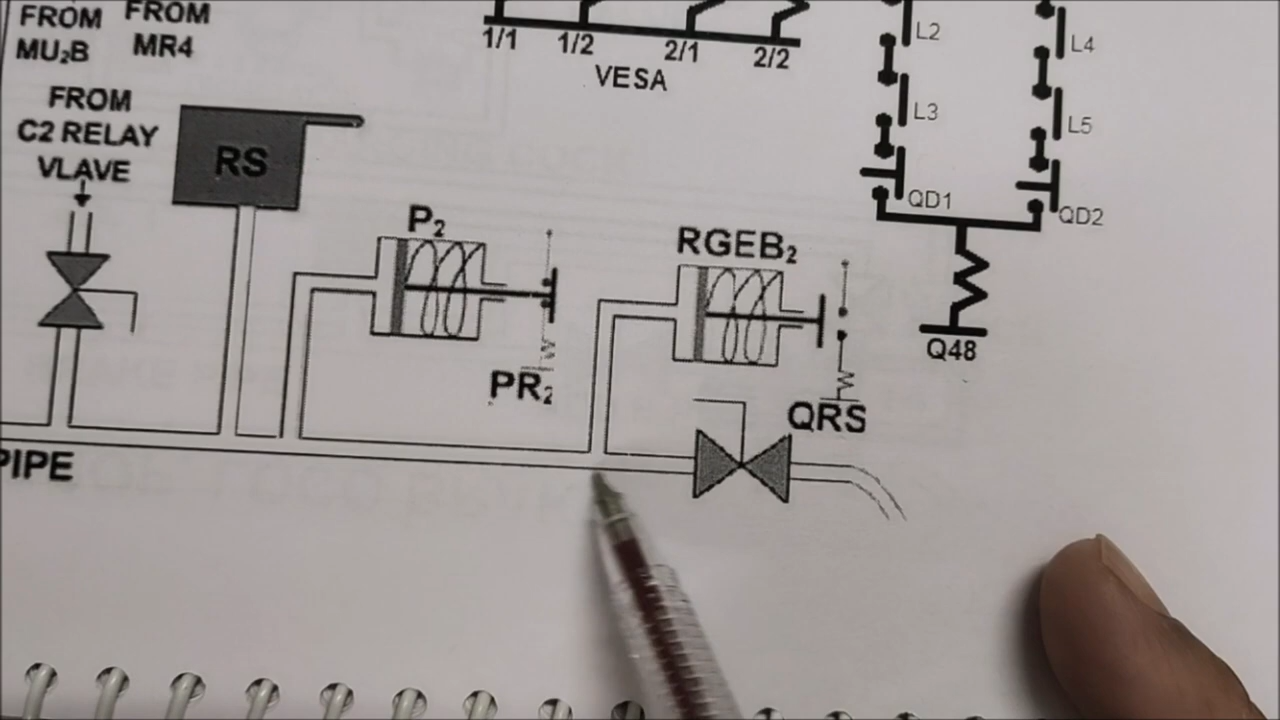 FROM
MU₂B
FROM
MR4
FROM
C2 RELAY
VLAVE
RS
1/1 1/2 2/1 2/2
VESA
L2
L3
QD1
L4
L5
QD2
Q48
P₂
PR₂
RGEB₂
QRS
PIPE